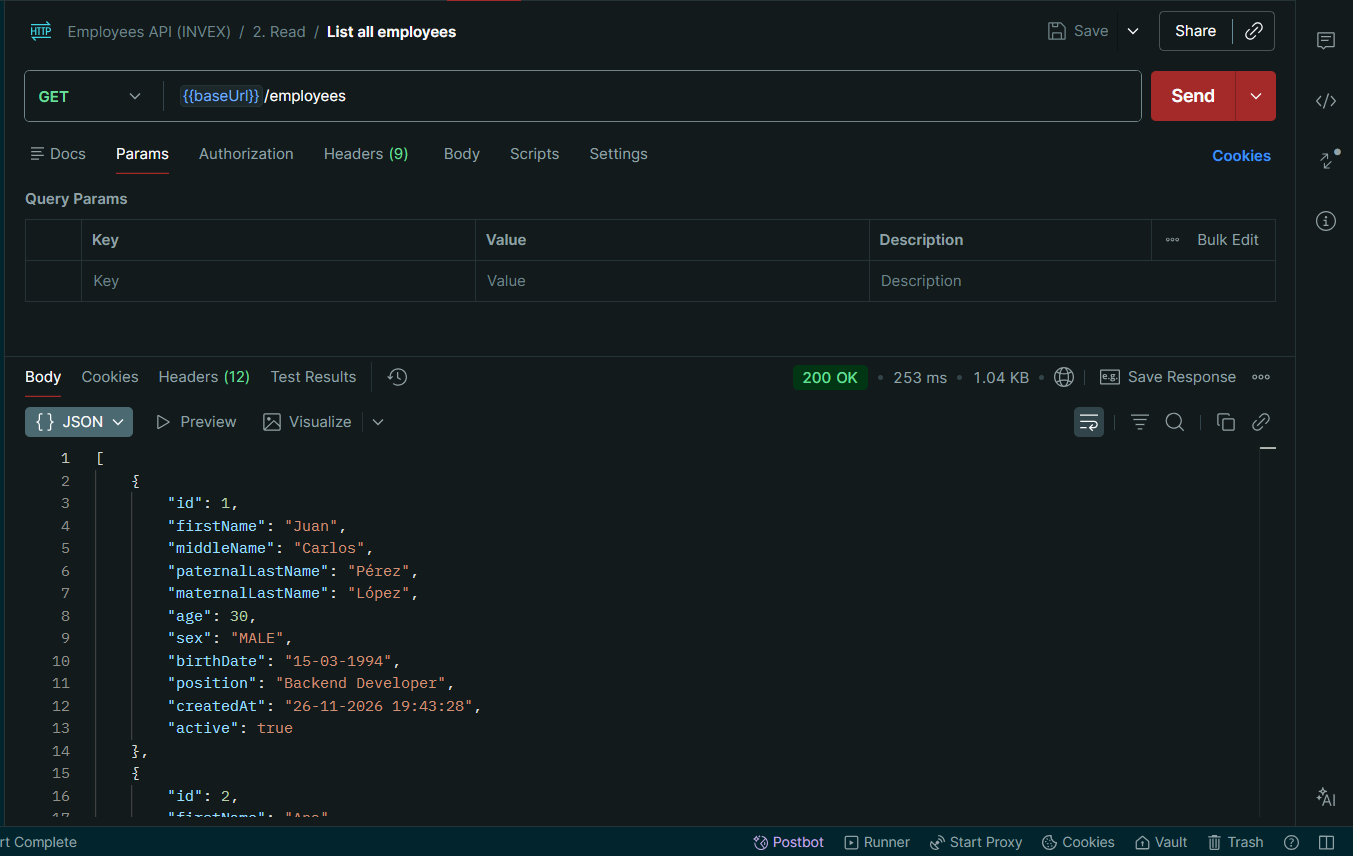 HTTP Employees API (INVEX) / 2. Read / List all employees Save Share
GET {{baseUrl}}/employees Send
Docs Params Authorization Headers (9) Body Scripts Settings Cookies
Query Params
Key Value Description Bulk Edit
Key Value Description
Body Cookies Headers (12) Test Results 200 OK • 253 ms • 1.04 KB • e.g. Save Response
{} JSON Preview Visualize
1 [
2 {
3 "id": 1,
4 "firstName": "Juan",
5 "middleName": "Carlos",
6 "paternalLastName": "Pérez",
7 "maternalLastName": "López",
8 "age": 30,
9 "sex": "MALE",
10 "birthDate": "15-03-1994",
11 "position": "Backend Developer",
12 "createdAt": "26-11-2026 19:43:28",
13 "active": true
14 },
15 {
16 "id": 2,
17 "firstName": "Ana"
AI
rt Complete Postbot Runner Start Proxy Cookies Vault Trash